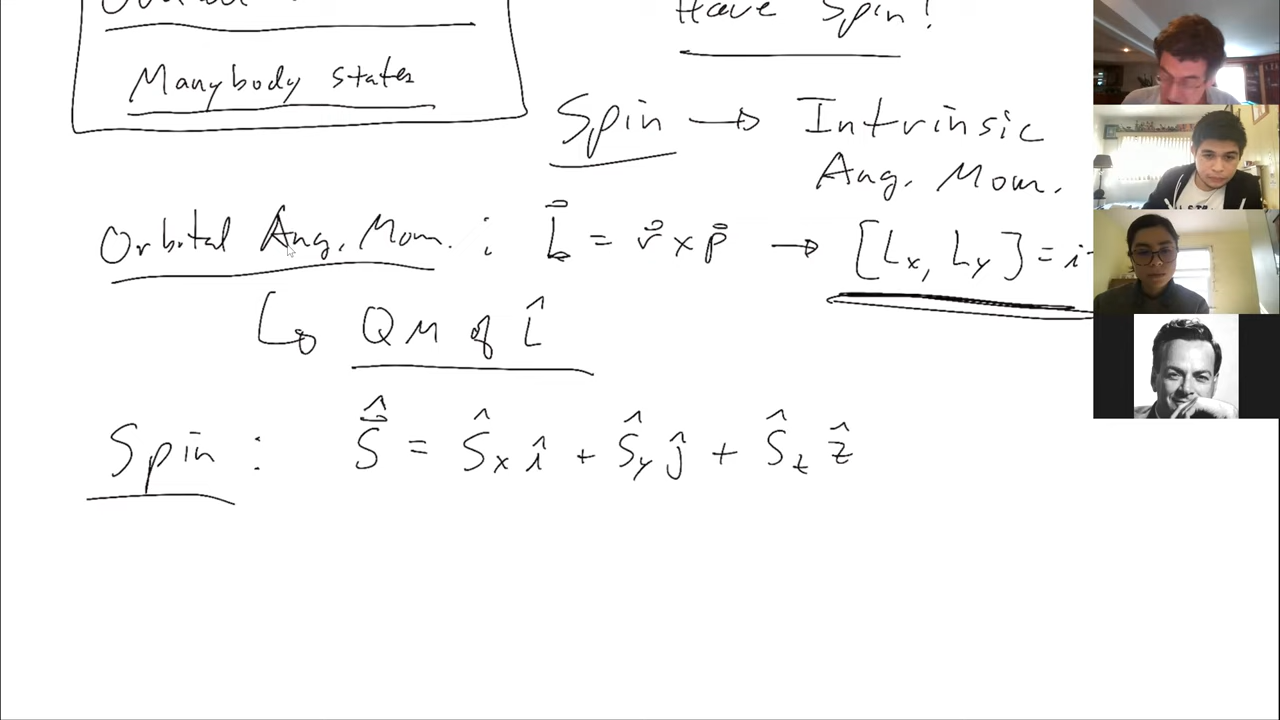 Have Spin!
Manybody states
Spin → Intrinsic
Ang. Mom.
Orbital Ang. Mom. : L⃗ = r⃗ × p⃗ → [Lx, Ly] = i
↳ QM of L̂
Spin : S⃗̂ = Ŝx î + Ŝy ĵ + Ŝz ẑ